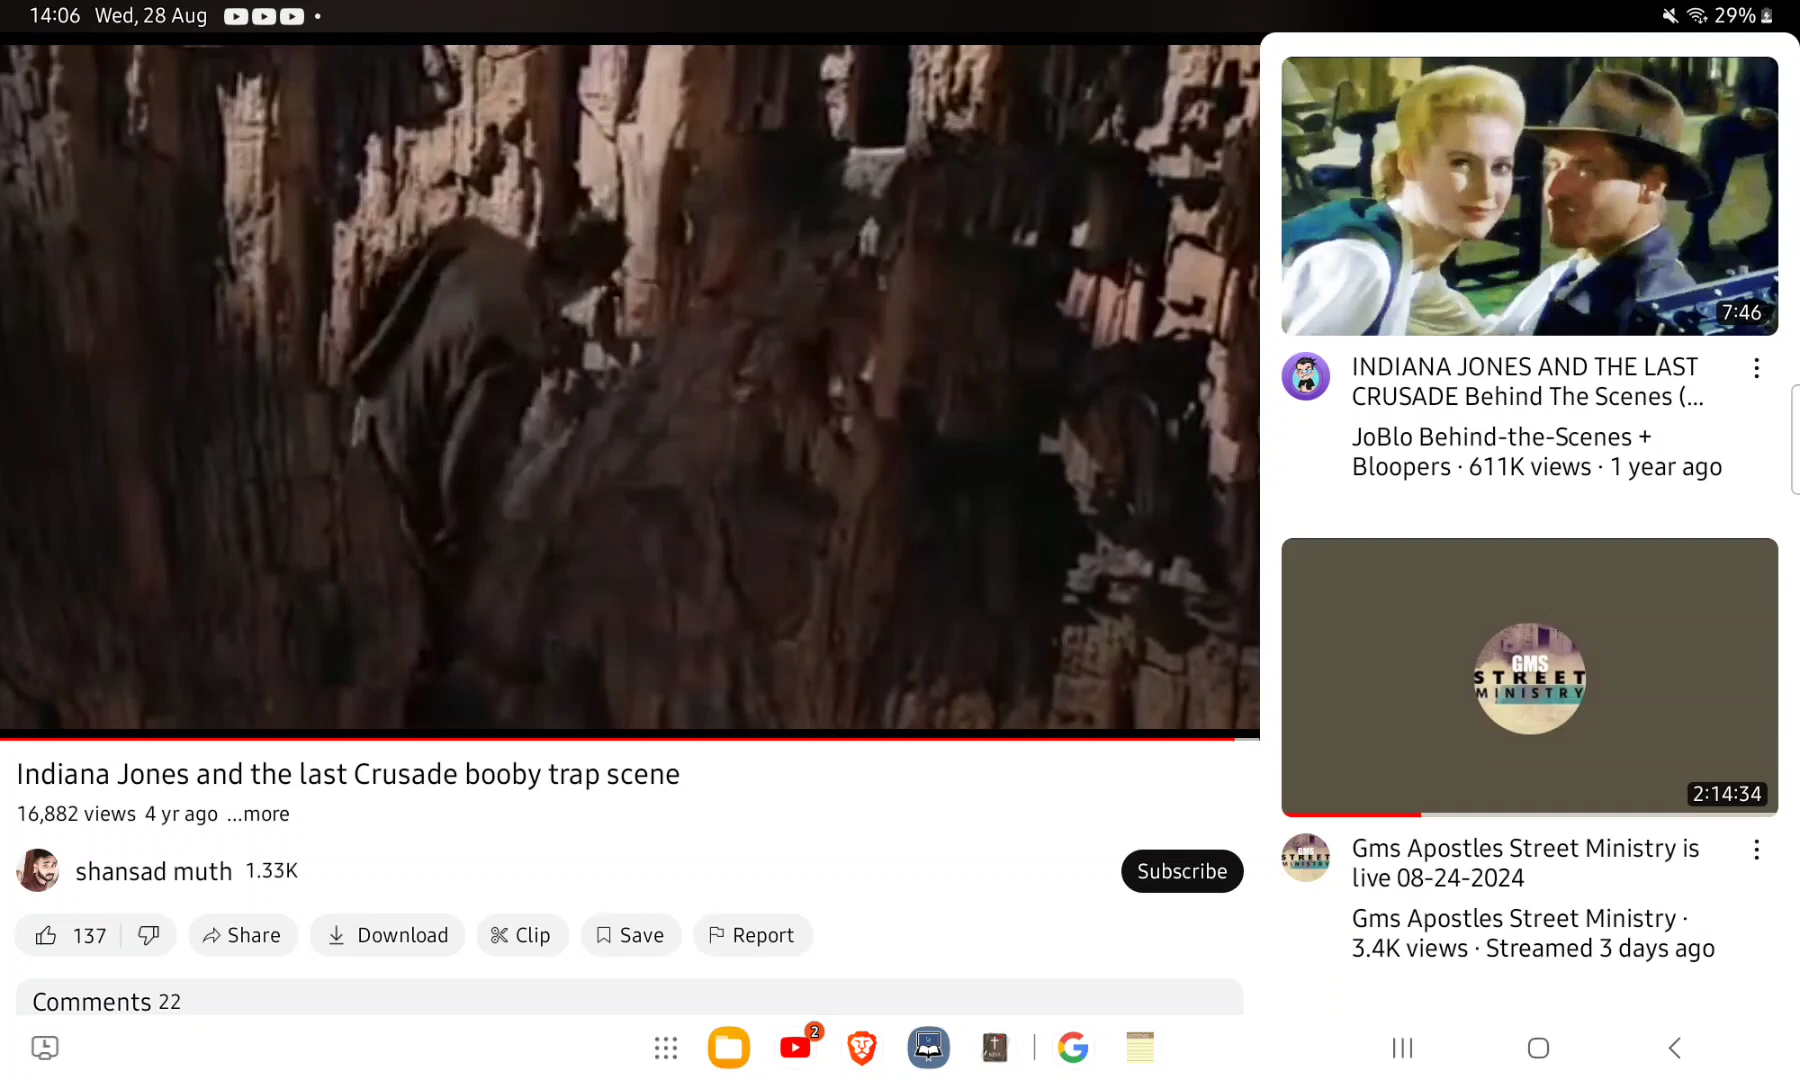 14:06 Wed, 28 Aug
29%
7:46
INDIANA JONES AND THE LAST
CRUSADE Behind The Scenes (...
JoBlo Behind-the-Scenes +
Bloopers · 611K views · 1 year ago
GMS
STREET
MINISTRY
2:14:34
GMS
STREET
MINISTRY
Gms Apostles Street Ministry is
live 08-24-2024
Gms Apostles Street Ministry ·
3.4K views · Streamed 3 days ago
Indiana Jones and the last Crusade booby trap scene
16,882 views 4 yr ago ...more
shansad muth 1.33K
Subscribe
137 Share Download Clip Save Report
Comments 22
2